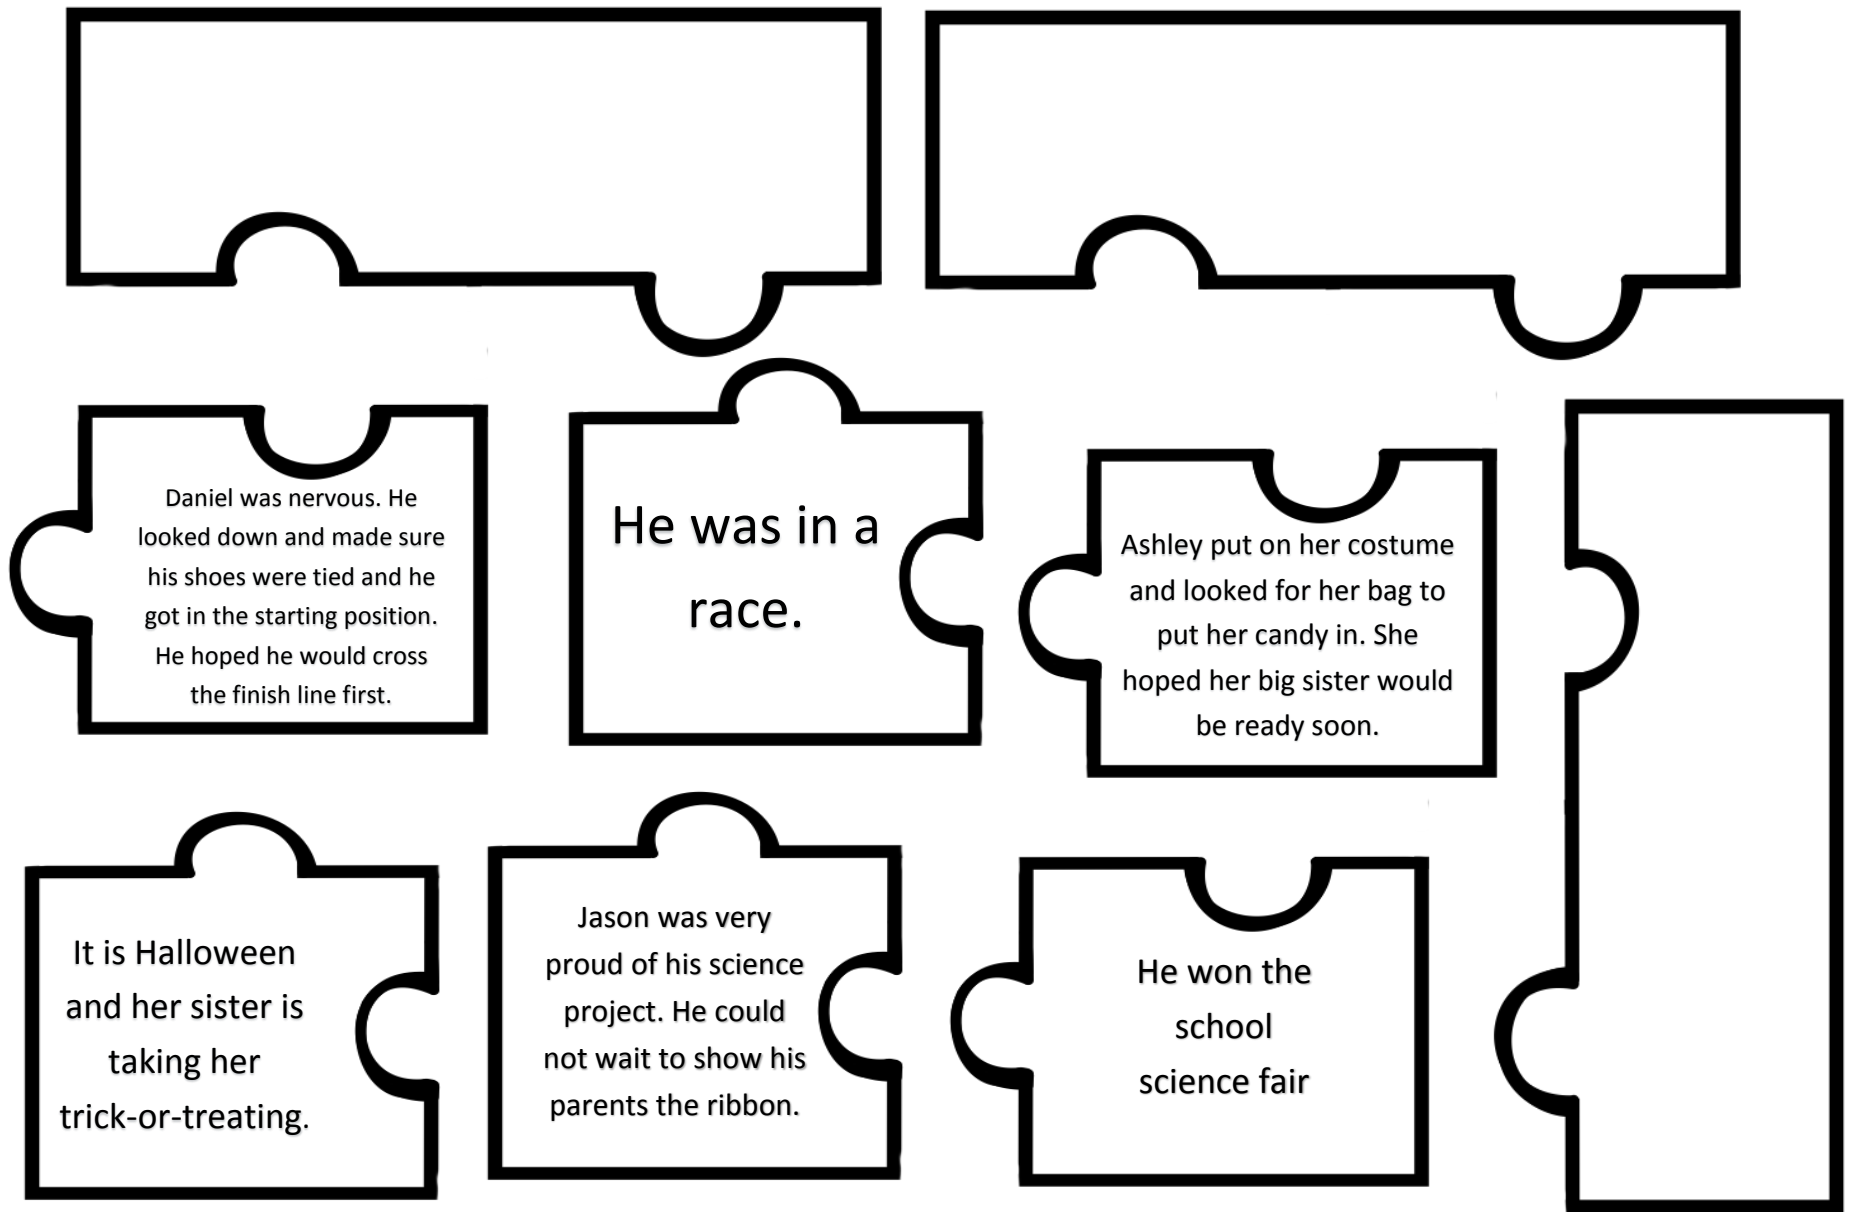 Daniel was nervous. He
looked down and made sure
his shoes were tied and he
got in the starting position.
He hoped he would cross
the finish line first.
He was in a
race.
Ashley put on her costume
and looked for her bag to
put her candy in. She
hoped her big sister would
be ready soon.
It is Halloween
and her sister is
taking her
trick-or-treating.
Jason was very
proud of his science
project. He could
not wait to show his
parents the ribbon.
He won the
school
science fair